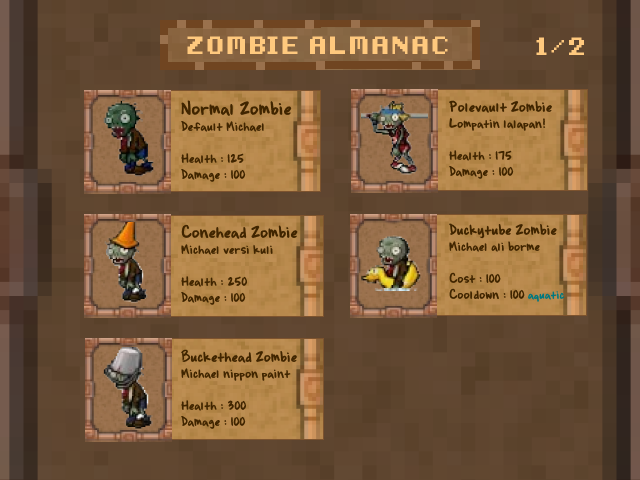 ZOMBIE ALMANAC
1/2
Normal Zombie
Default Michael
Health : 125
Damage : 100
Polevault Zombie
Lompatin lalapan!
Health : 175
Damage : 100
Conehead Zombie
Michael versi kuli
Health : 250
Damage : 100
Duckytube Zombie
Michael ali borme
Cost : 100
Cooldown : 100 aquatic
Buckethead Zombie
Michael nippon paint
Health : 300
Damage : 100